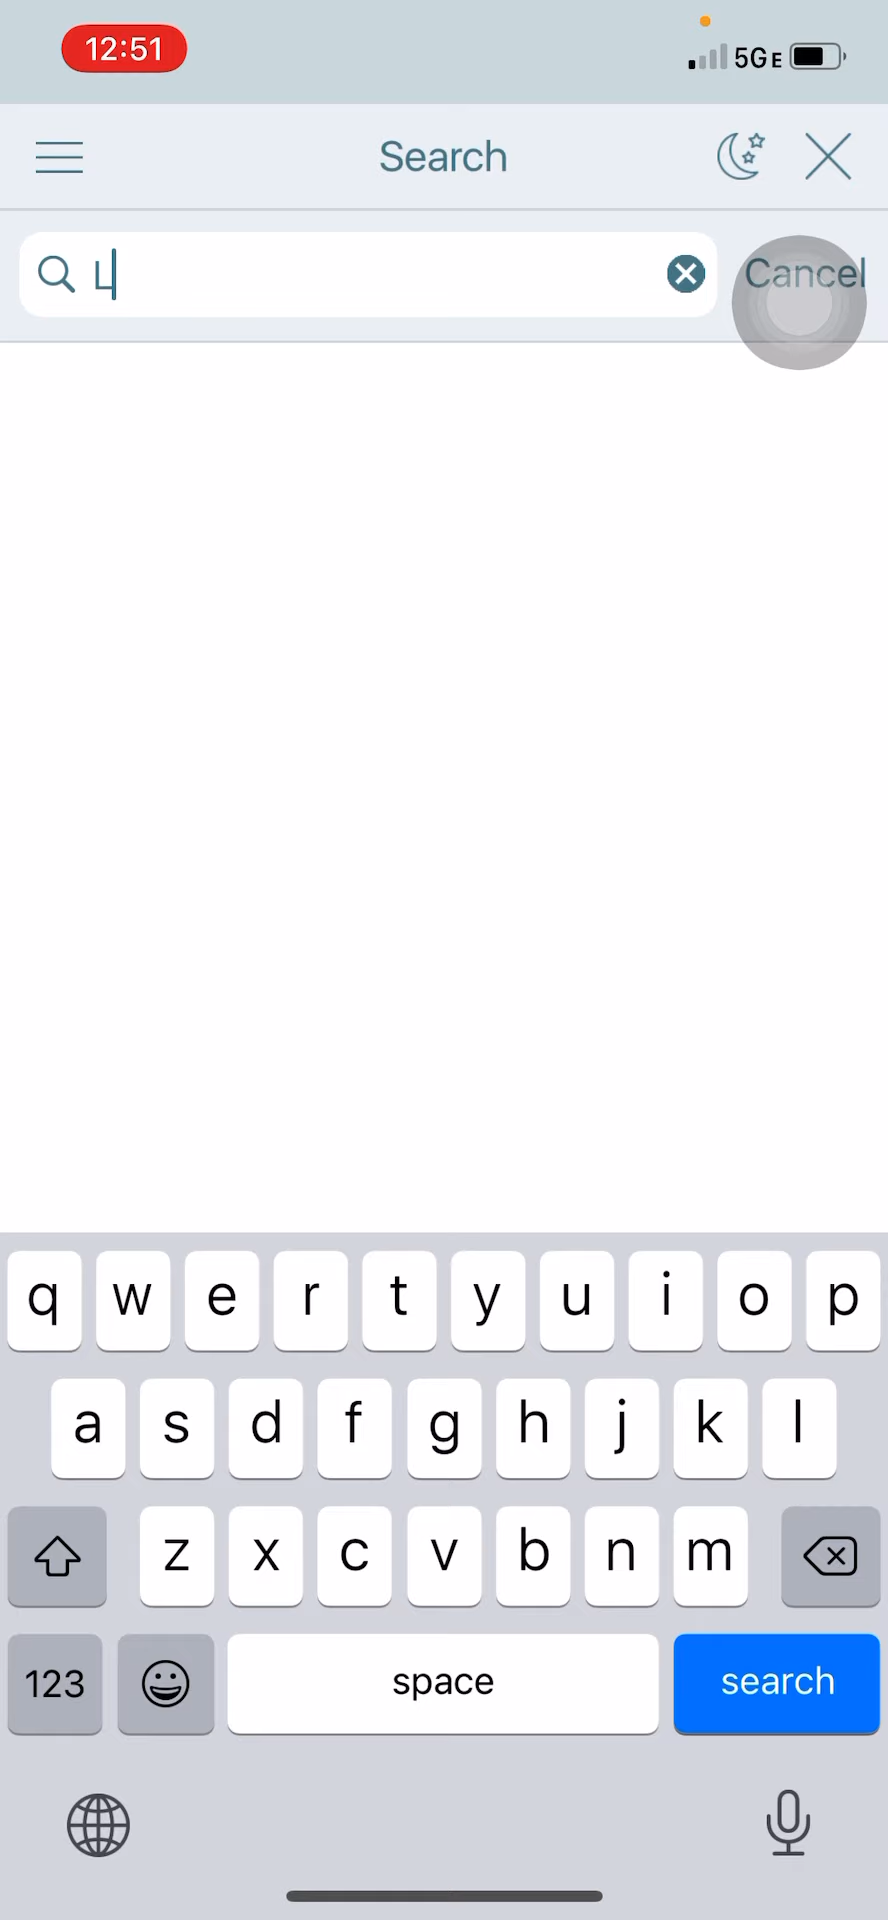 12:51
5GE
Search
L
Cancel
q w e r t y u i o p
a s d f g h j k l
z x c v b n m
123
space
search